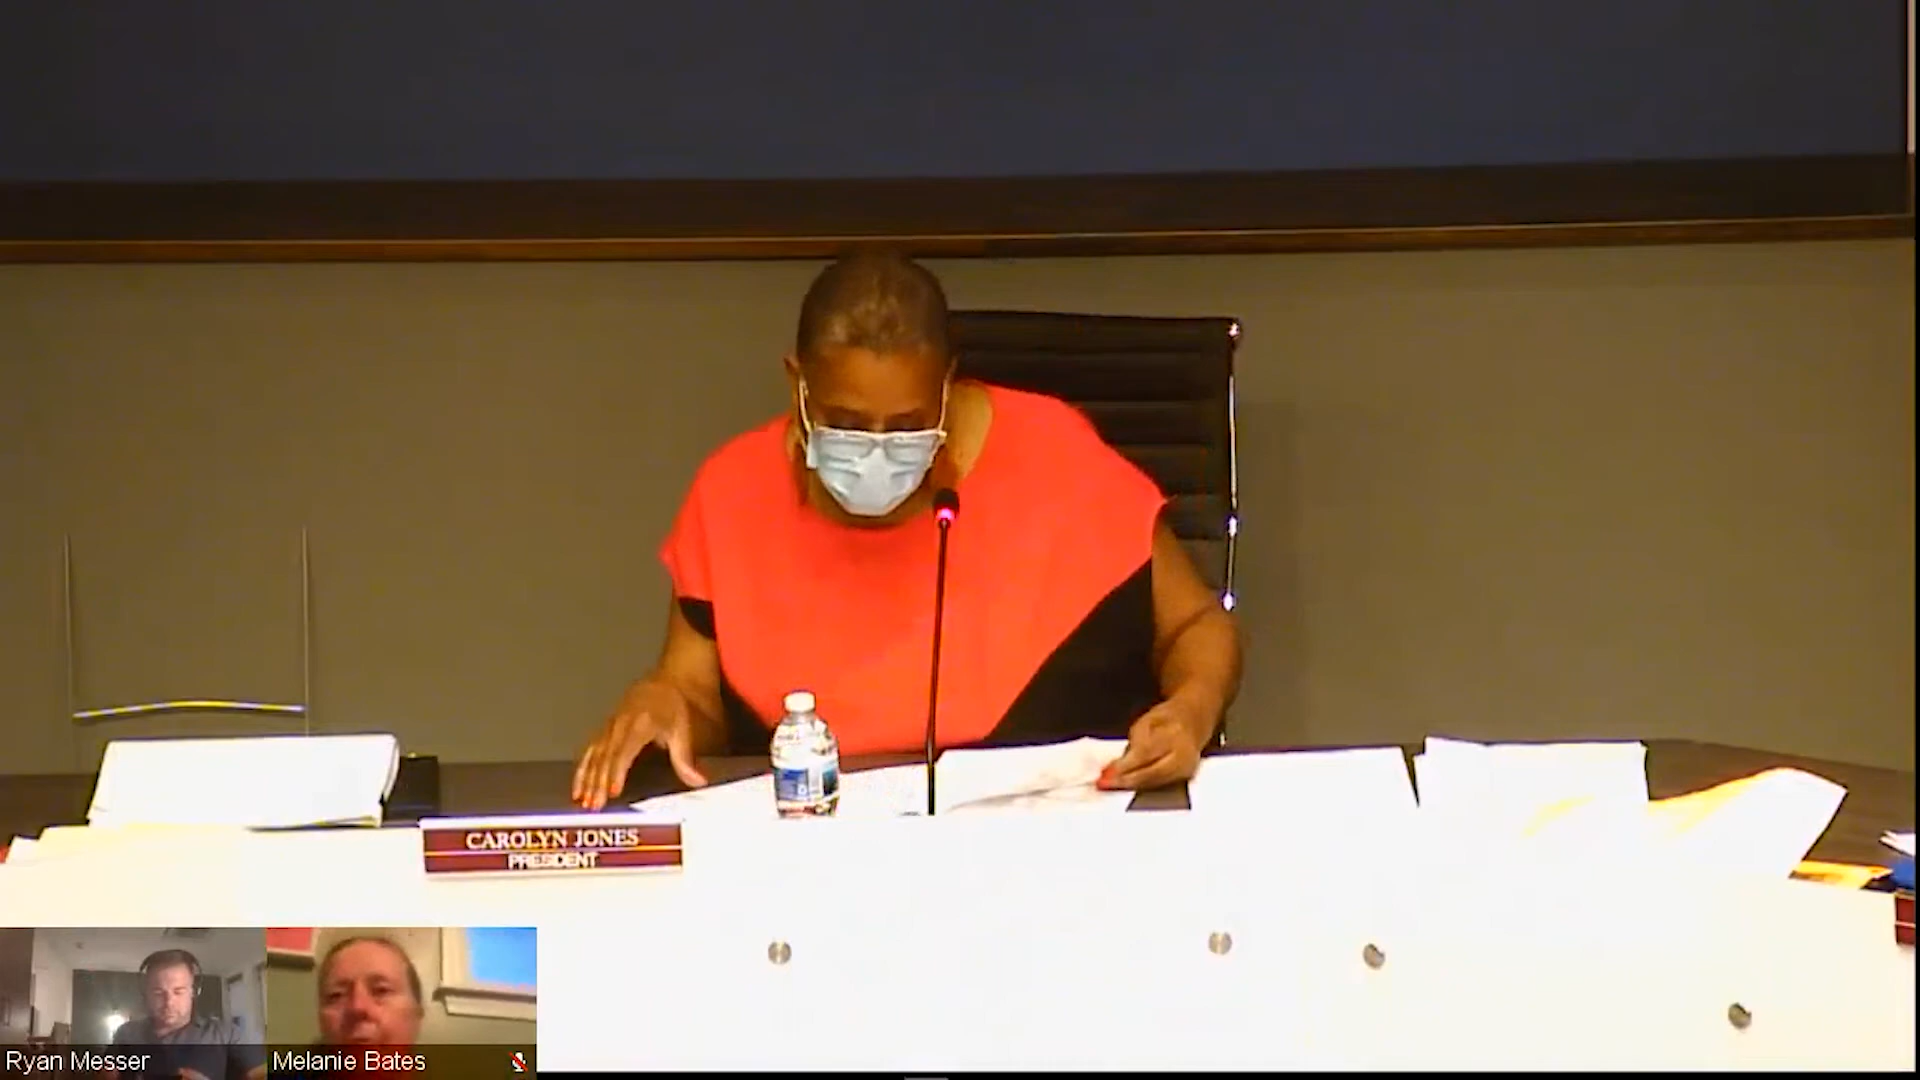 CAROLYN JONES
PRESIDENT
Ryan Messer
Melanie Bates